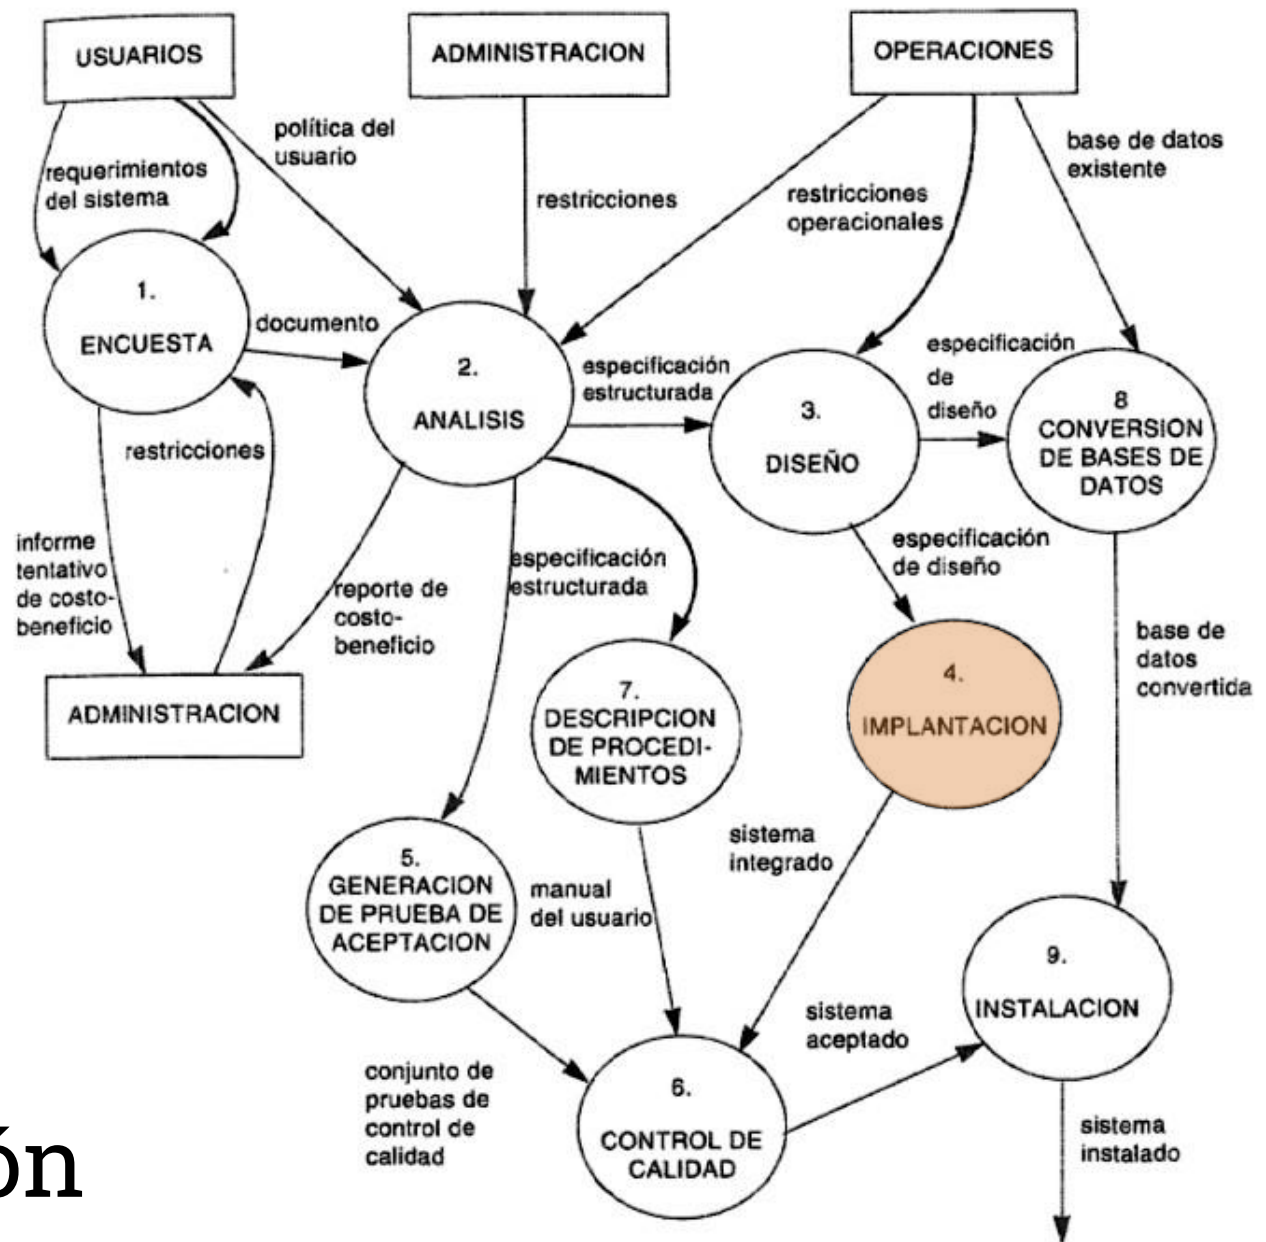 USUARIOS
ADMINISTRACION
OPERACIONES
política del
usuario
base de datos
existente
requerimientos
del sistema
restricciones
restricciones
operacionales
1.
ENCUESTA
documento
2.
ANALISIS
especificación
estructurada
3.
DISEÑO
especificación
de
diseño
8
CONVERSION
DE BASES DE
DATOS
restricciones
informe
tentativo
de costo-
beneficio
reporte de
costo-
beneficio
especificación
estructurada
especificación
de diseño
base de
datos
convertida
ADMINISTRACION
7.
DESCRIPCION
DE PROCEDI-
MIENTOS
4.
IMPLANTACION
sistema
integrado
5.
GENERACION
DE PRUEBA DE
ACEPTACION
manual
del usuario
9.
INSTALACION
sistema
aceptado
conjunto de
pruebas de
control de
calidad
6.
CONTROL DE
CALIDAD
sistema
instalado
ón